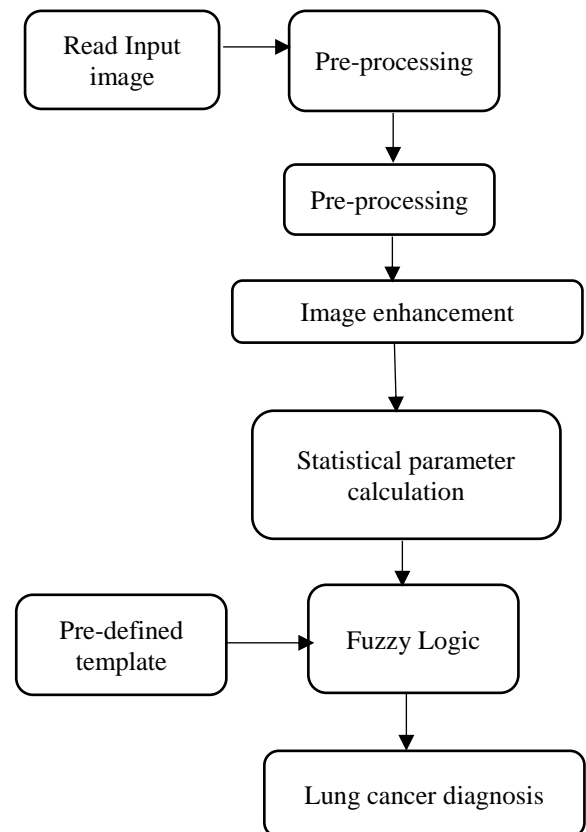 Read Input
image
Pre-processing
Pre-processing
Image enhancement
Statistical parameter
calculation
Pre-defined
template
Fuzzy Logic
Lung cancer diagnosis